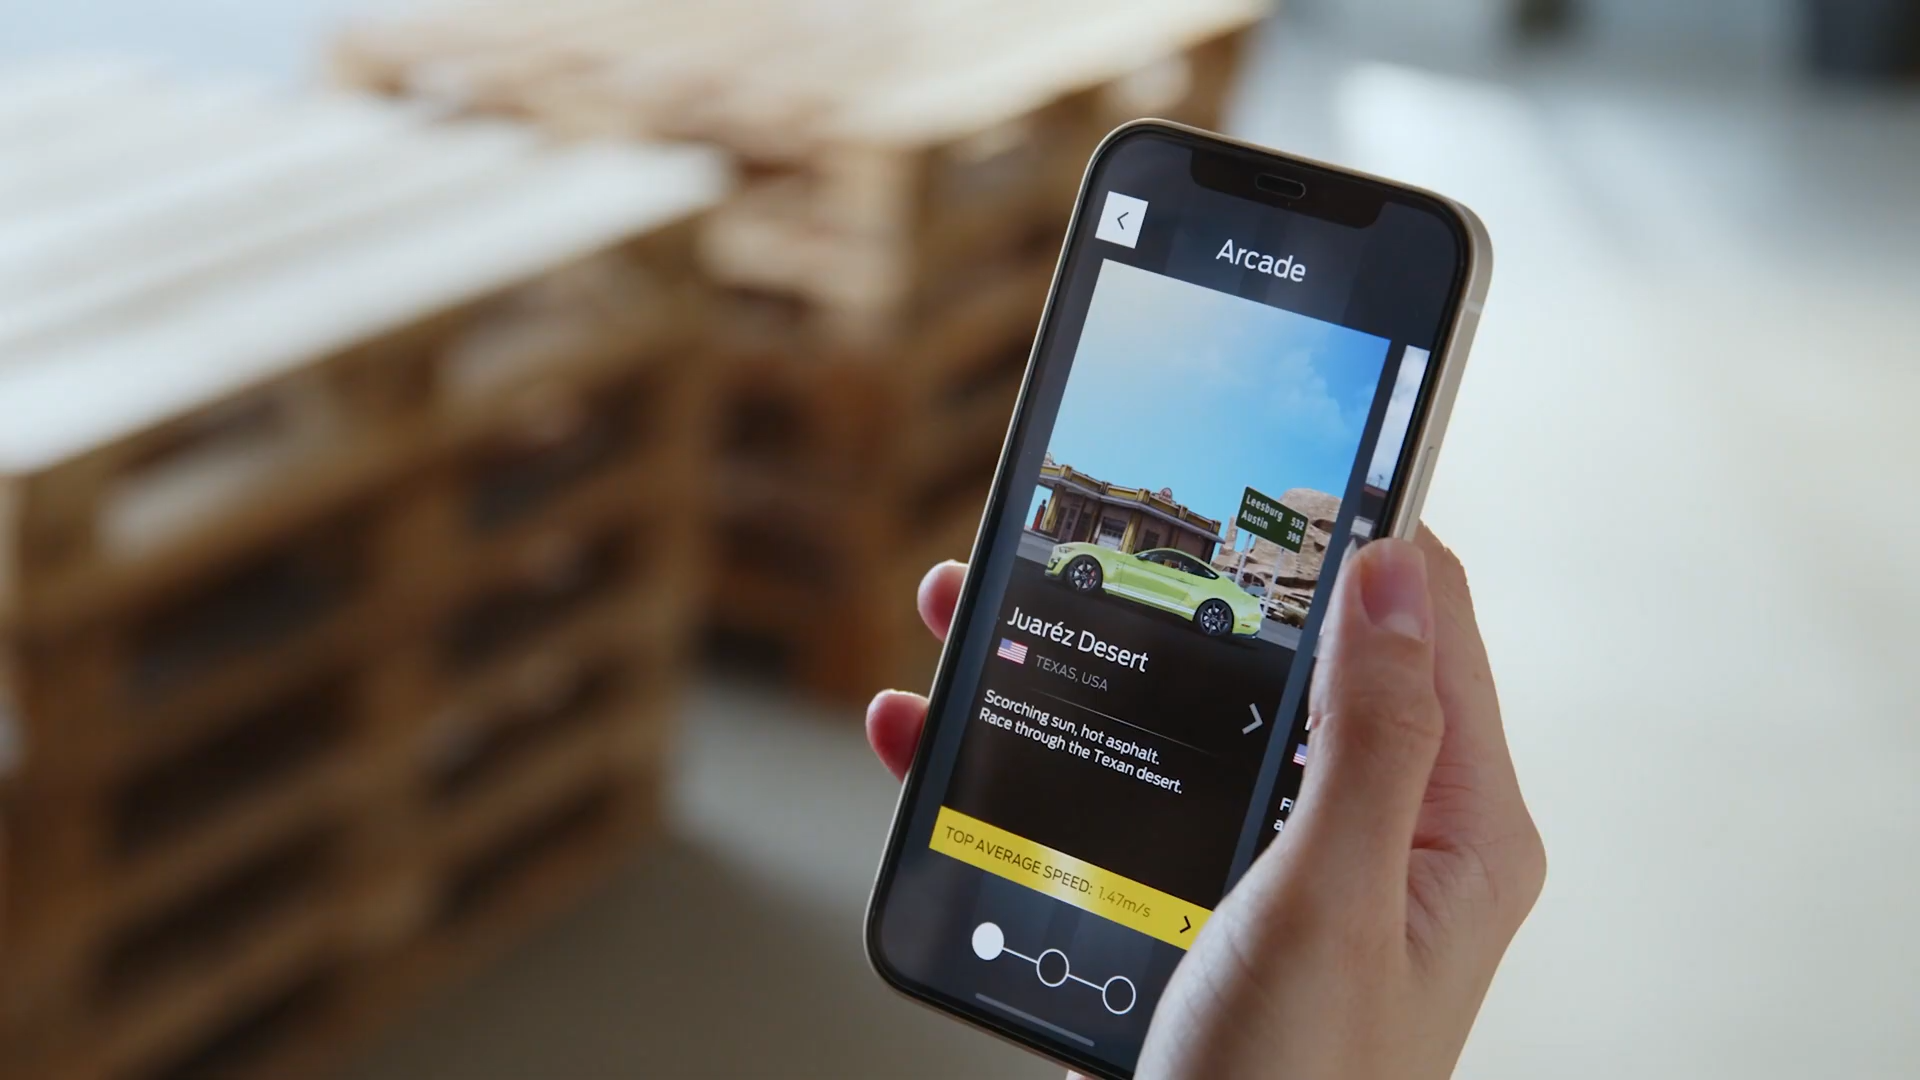 Arcade
Leesburg 532
Austin 396
Juaréz Desert
TEXAS, USA
Scorching sun, hot asphalt.
Race through the Texan desert.
TOP AVERAGE SPEED: 1.47m/s